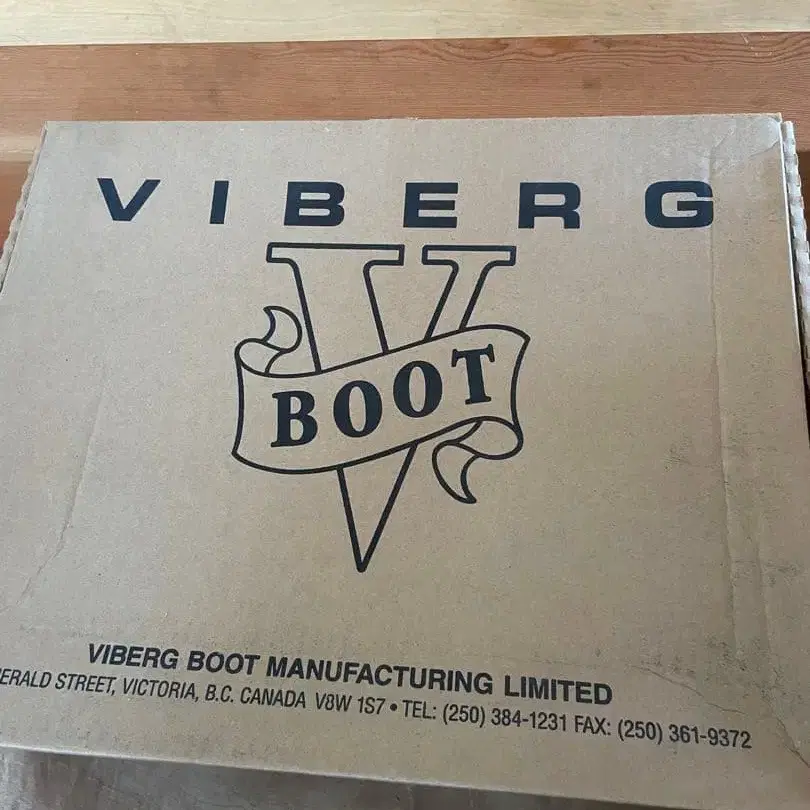 VIBERG
BOOT
VIBERG BOOT MANUFACTURING LIMITED
STREET, VICTORIA, B.C. CANADA V8W 1S7 • TEL: (250) 384-1231 FAX: (250) 361-9372